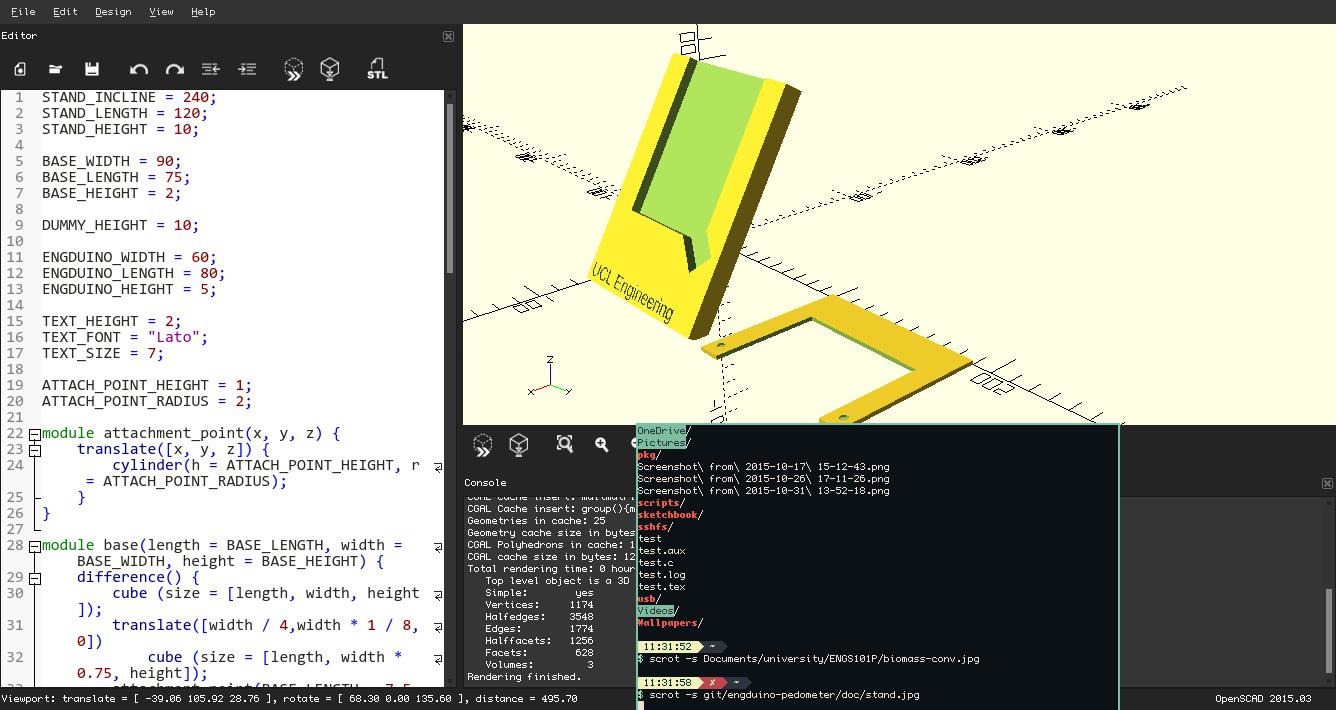 File Edit Design View Help
Editor
STL
1 STAND_INCLINE = 240;
2 STAND_LENGTH = 120;
3 STAND_HEIGHT = 10;
4
5 BASE_WIDTH = 90;
6 BASE_LENGTH = 75;
7 BASE_HEIGHT = 2;
8
9 DUMMY_HEIGHT = 10;
10
11 ENGDUINO_WIDTH = 60;
12 ENGDUINO_LENGTH = 80;
13 ENGDUINO_HEIGHT = 5;
14
15 TEXT_HEIGHT = 2;
16 TEXT_FONT = "Lato";
17 TEXT_SIZE = 7;
18
19 ATTACH_POINT_HEIGHT = 1;
20 ATTACH_POINT_RADIUS = 2;
21
22 module attachment_point(x, y, z) {
23 translate([x, y, z]) {
24 cylinder(h = ATTACH_POINT_HEIGHT, r
= ATTACH_POINT_RADIUS);
25 }
26 }
27
28 module base(length = BASE_LENGTH, width =
BASE_WIDTH, height = BASE_HEIGHT) {
29 difference() {
30 cube (size = [length, width, height
]);
31 translate([width / 4,width * 1 / 8,
0])
32 cube (size = [length, width *
0.75, height]);
UCL Engineering
Z
X
Y
Console
CGAL Cache insert: group(){m
Geometries in cache: 25
Geometry cache size in bytes
CGAL Polyhedrons in cache: 1
CGAL cache size in bytes: 12
Total rendering time: 0 hour
Top level object is a 3D
Simple: yes
Vertices: 1174
Halfedges: 3548
Edges: 1774
Halffacets: 1256
Facets: 628
Volumes: 3
Rendering finished.
OneDrive/
Pictures/
pkg/
Screenshot\ from\ 2015-10-17\ 15-12-43.png
Screenshot\ from\ 2015-10-26\ 17-11-26.png
Screenshot\ from\ 2015-10-31\ 13-52-18.png
scripts/
sketchbook/
sshfs/
test
test.aux
test.c
test.log
test.tex
usb/
Videos/
Wallpapers/
11:31:52 ~
$ scrot -s Documents/university/ENGS101P/biomass-conv.jpg
11:31:58 ✗ ~
$ scrot -s git/engduino-pedometer/doc/stand.jpg
Viewport: translate = [ -39.06 105.92 28.76 ], rotate = [ 68.30 0.00 135.60 ], distance = 495.70
OpenSCAD 2015.03